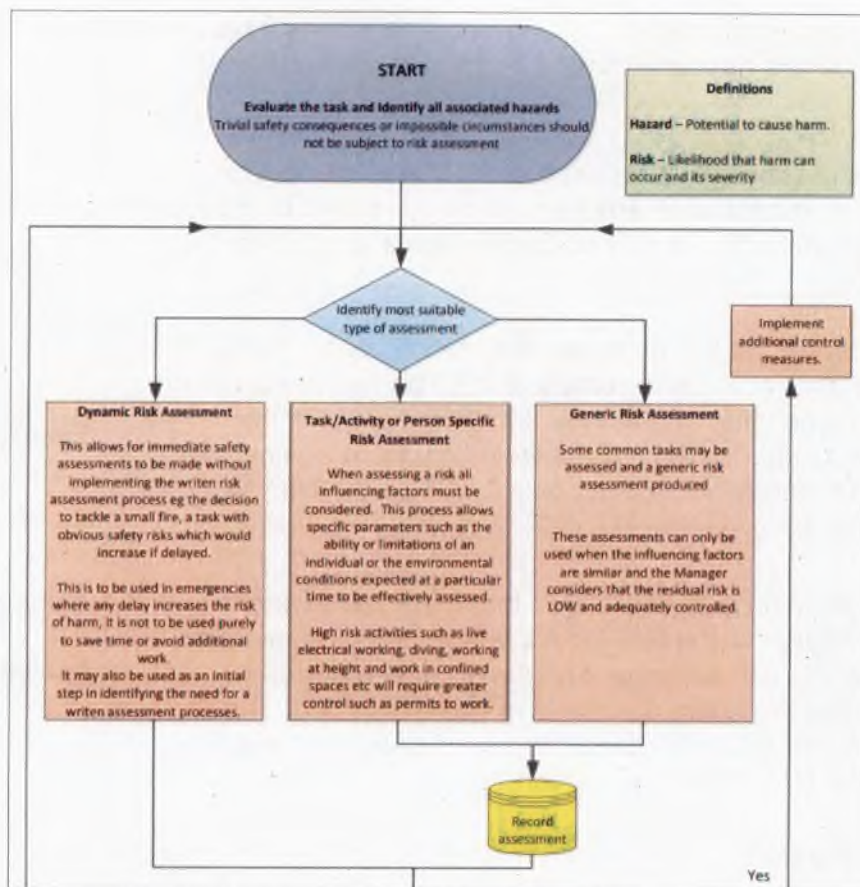 START
Evaluate the task and Identify all associated hazards
Trivial safety consequences or impossible circumstances should
not be subject to risk assessment
Definitions
Hazard – Potential to cause harm.
Risk – Likelihood that harm can
occur and its severity
Identify most suitable
type of assessment
Implement
additional control
measures.
Dynamic Risk Assessment
This allows for immediate safety
assessments to be made without
implementing the writen risk
assessment process eg the decision
to tackle a small fire, a task with
obvious safety risks which would
increase if delayed.
This is to be used in emergencies
where any delay increases the risk
of harm, it is not to be used purely
to save time or avoid additional
work.
It may also be used as an initial
step in identifying the need for a
writen assessment processes.
Task/Activity or Person Specific
Risk Assessment
When assessing a risk all
influencing factors must be
considered. This process allows
specific parameters such as the
ability or limitations of an
individual or the environmental
conditions expected at a particular
time to be effectively assessed.
High risk activities such as live
electrical working, diving, working
at height and work in confined
spaces etc will require greater
control such as permits to work.
Generic Risk Assessment
Some common tasks may be
assessed and a generic risk
assessment produced
These assessments can only be
used when the influencing factors
are similar and the Manager
considers that the residual risk is
LOW and adequately controlled.
Record
assessment
Yes